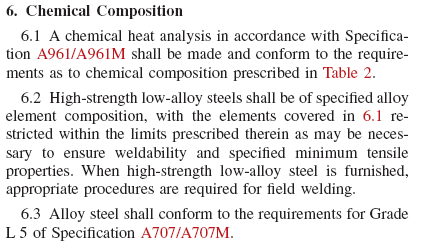 6. Chemical Composition
6.1 A chemical heat analysis in accordance with Specifica-
tion A961/A961M shall be made and conform to the require-
ments as to chemical composition prescribed in Table 2.
6.2 High-strength low-alloy steels shall be of specified alloy
element composition, with the elements covered in 6.1 re-
stricted within the limits prescribed therein as may be neces-
sary to ensure weldability and specified minimum tensile
properties. When high-strength low-alloy steel is furnished,
appropriate procedures are required for field welding.
6.3 Alloy steel shall conform to the requirements for Grade
L 5 of Specification A707/A707M.